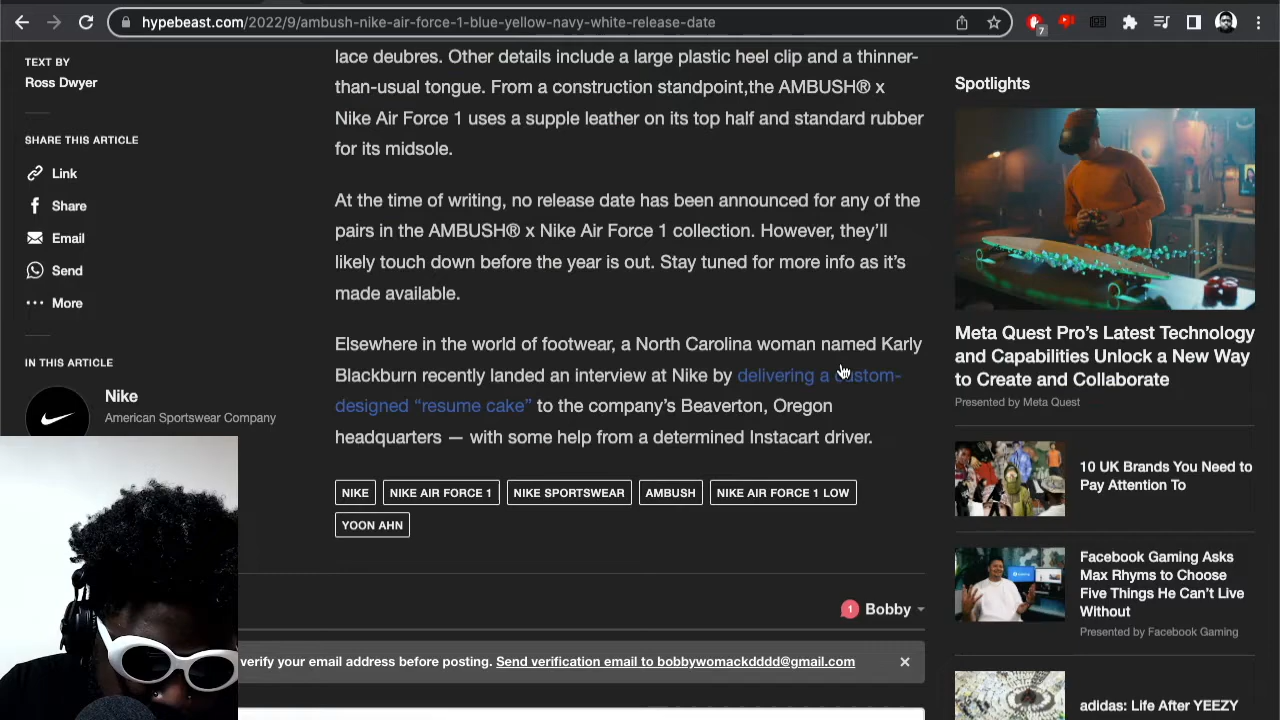 hypebeast.com/2022/9/ambush-nike-air-force-1-blue-yellow-navy-white-release-date
7
TEXT BY
Ross Dwyer
SHARE THIS ARTICLE
Link
Share
Email
Send
More
IN THIS ARTICLE
Nike
American Sportswear Company
lace deubres. Other details include a large plastic heel clip and a thinner-
than-usual tongue. From a construction standpoint,the AMBUSH® x
Nike Air Force 1 uses a supple leather on its top half and standard rubber
for its midsole.
At the time of writing, no release date has been announced for any of the
pairs in the AMBUSH® x Nike Air Force 1 collection. However, they’ll
likely touch down before the year is out. Stay tuned for more info as it’s
made available.
Elsewhere in the world of footwear, a North Carolina woman named Karly
Blackburn recently landed an interview at Nike by delivering a custom-
designed “resume cake” to the company’s Beaverton, Oregon
headquarters — with some help from a determined Instacart driver.
NIKE NIKE AIR FORCE 1 NIKE SPORTSWEAR AMBUSH NIKE AIR FORCE 1 LOW
YOON AHN
1 Bobby
verify your email address before posting. Send verification email to bobbywomackdddd@gmail.com
Spotlights
Meta Quest Pro’s Latest Technology
and Capabilities Unlock a New Way
to Create and Collaborate
Presented by Meta Quest
10 UK Brands You Need to
Pay Attention To
Facebook Gaming Asks
Max Rhyms to Choose
Five Things He Can’t Live
Without
Presented by Facebook Gaming
adidas: Life After YEEZY